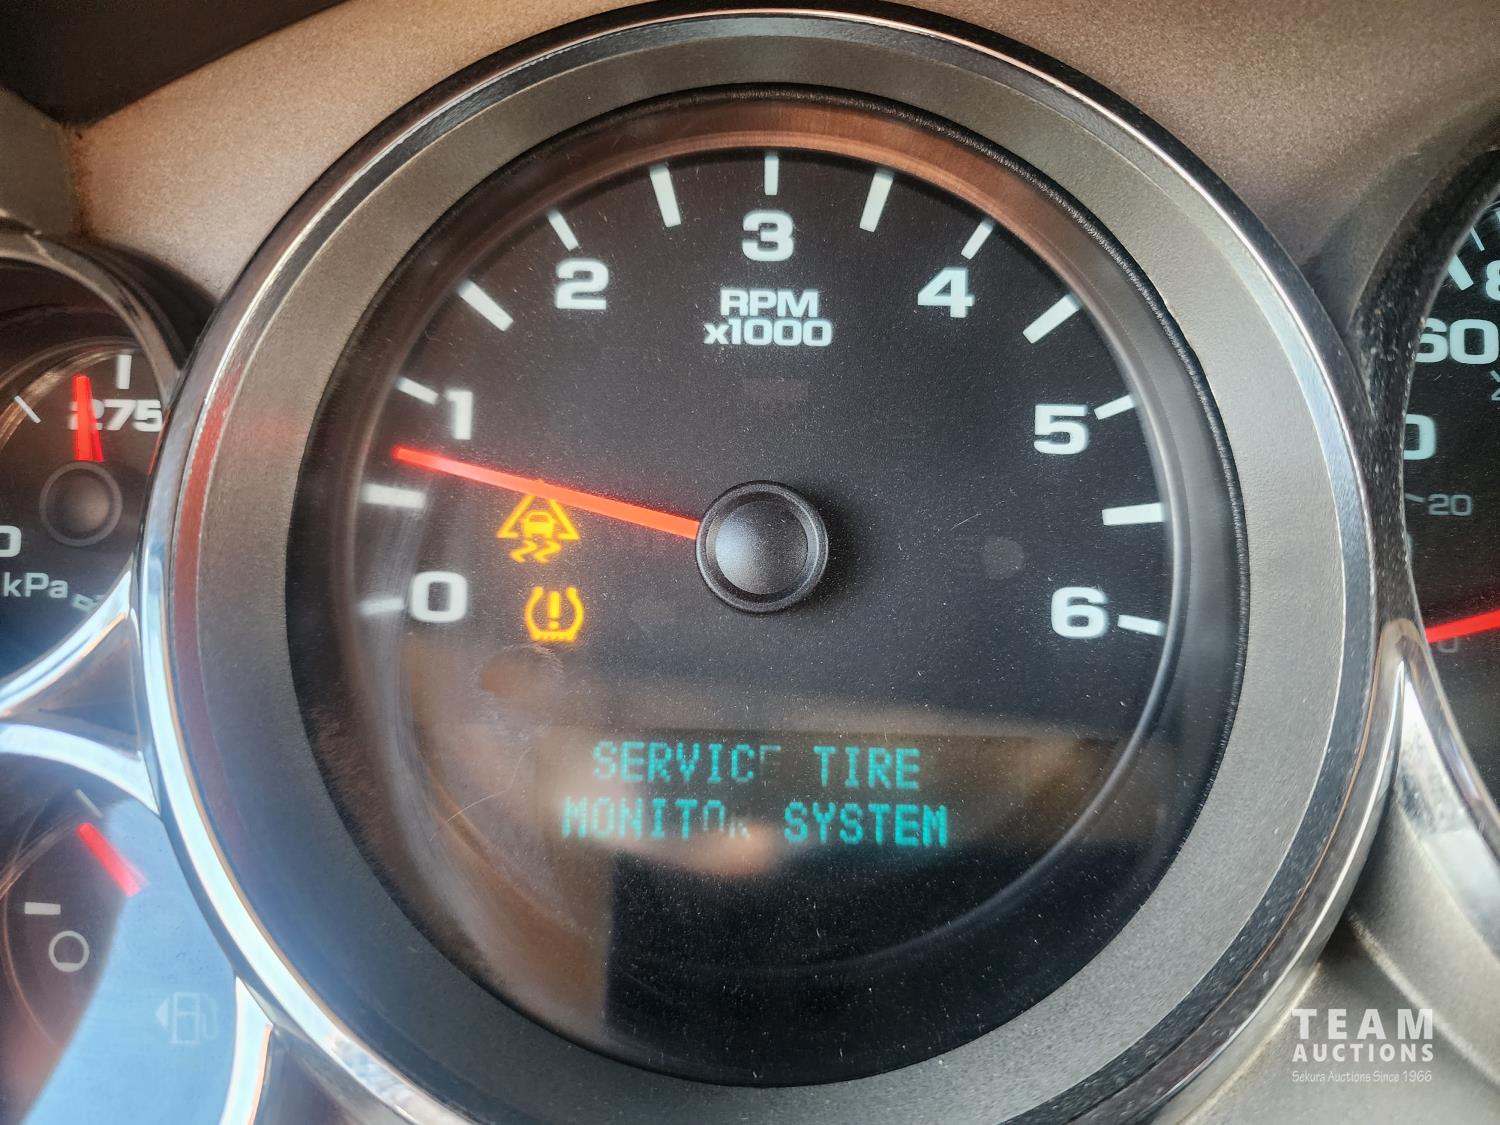 275
kPa
0
1
2
3
4
5
6
RPM
x1000
SERVICE TIRE
MONITOR SYSTEM
60
20
TEAM
AUCTIONS
Sekura Auctions Since 1966